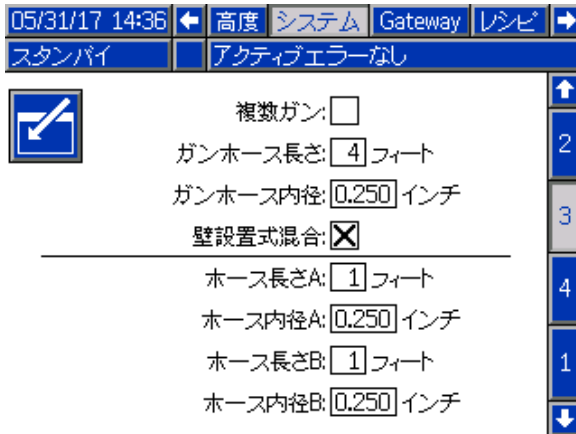 05/31/17 14:36 高度 システム Gateway レシピ
スタンバイ アクティブエラーなし
複数ガン:
ガンホース長さ: 4 フィート
ガンホース内径: 0.250 インチ
壁設置式混合:
ホース長さA: 1 フィート
ホース内径A: 0.250 インチ
ホース長さB: 1 フィート
ホース内径B: 0.250 インチ
2
3
4
1